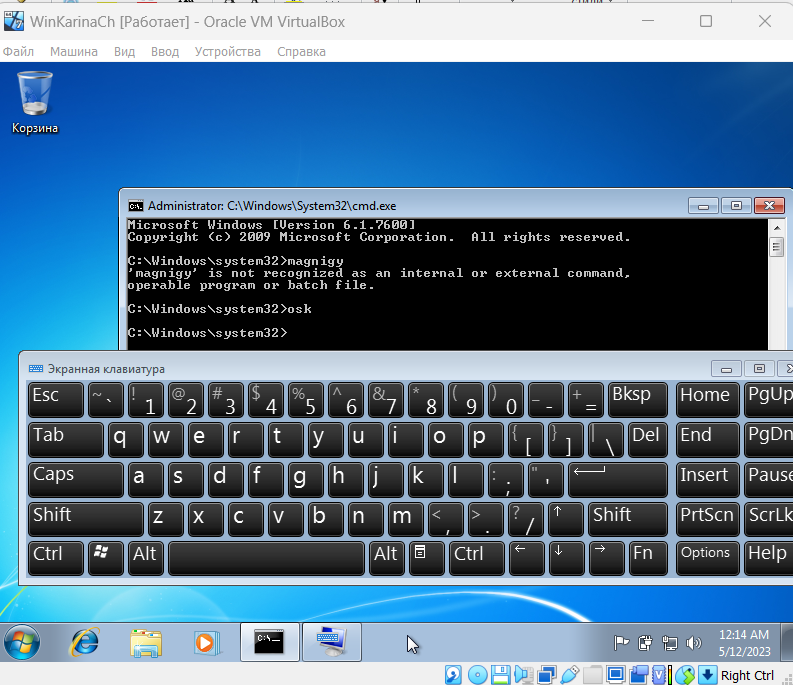 WinKarinaCh [Работает] - Oracle VM VirtualBox
Файл Машина Вид Ввод Устройства Справка
Корзина
Administrator: C:\Windows\System32\cmd.exe
Microsoft Windows [Version 6.1.7600]
Copyright (c) 2009 Microsoft Corporation. All rights reserved.
C:\Windows\system32>magnigy
'magnigy' is not recognized as an internal or external command,
operable program or batch file.
C:\Windows\system32>osk
C:\Windows\system32>
Экранная клавиатура
Esc ~ ` ! 1 @ 2 # 3 $ 4 % 5 ^ 6 & 7 * 8 ( 9 ) 0 _ - + = Bksp Home PgUp
Tab q w e r t y u i o p { [ } ] | \ Del End PgDn
Caps a s d f g h j k l : ; " ' Insert Pause
Shift z x c v b n m < , > . ? / ↑ Shift PrtScn ScrLk
Ctrl Alt Alt Ctrl ← ↓ → Fn Options Help
C:\_
12:14 AM
5/12/2023
Right Ctrl